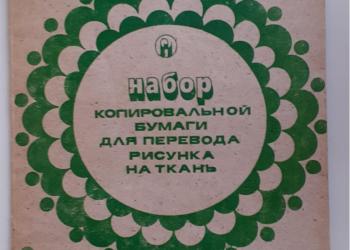 набор
КОПИРОВАЛЬНОЙ
БУМАГИ
ДЛЯ ПЕРЕВОДА
РИСУНКА
НА ТКАНЬ